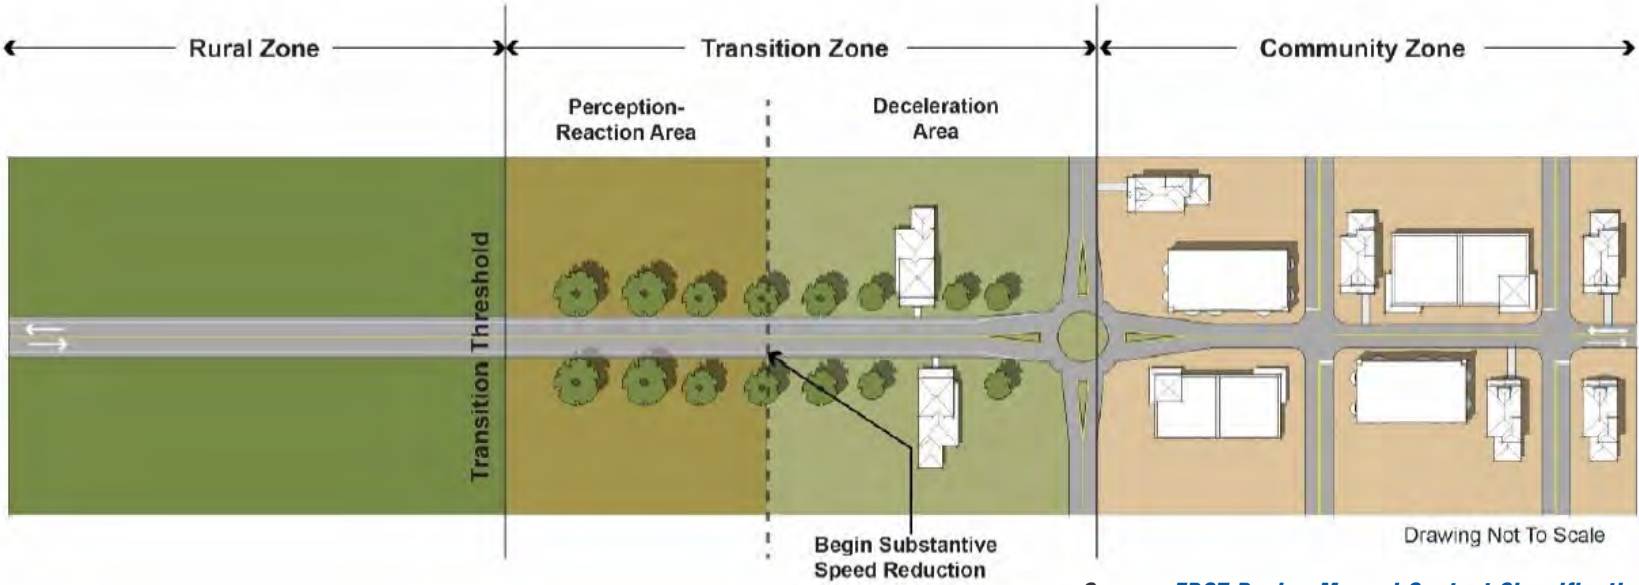 Rural Zone
Transition Zone
Community Zone
Perception-
Reaction Area
Deceleration
Area
Transition Threshold
Begin Substantive
Speed Reduction
Drawing Not To Scale